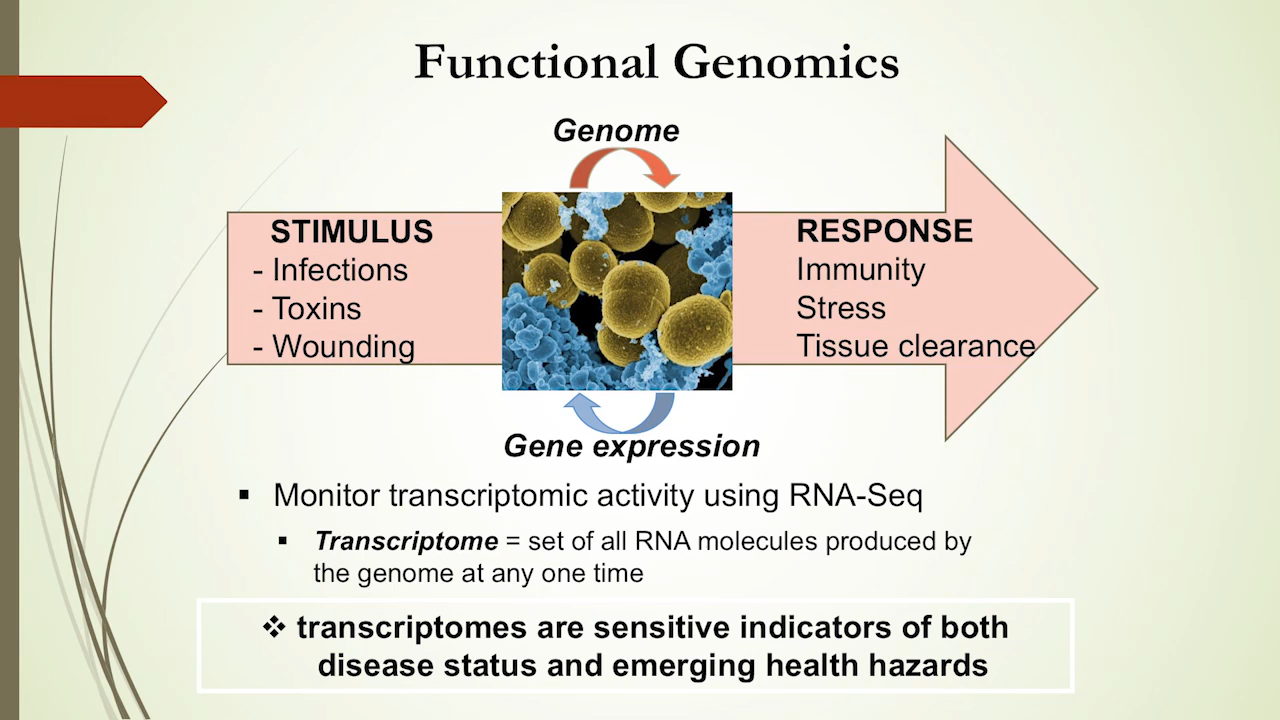 Functional Genomics
Genome
STIMULUS
- Infections
- Toxins
- Wounding
RESPONSE
Immunity
Stress
Tissue clearance
Gene expression
▪ Monitor transcriptomic activity using RNA-Seq
▪ Transcriptome = set of all RNA molecules produced by
the genome at any one time
❖ transcriptomes are sensitive indicators of both
disease status and emerging health hazards